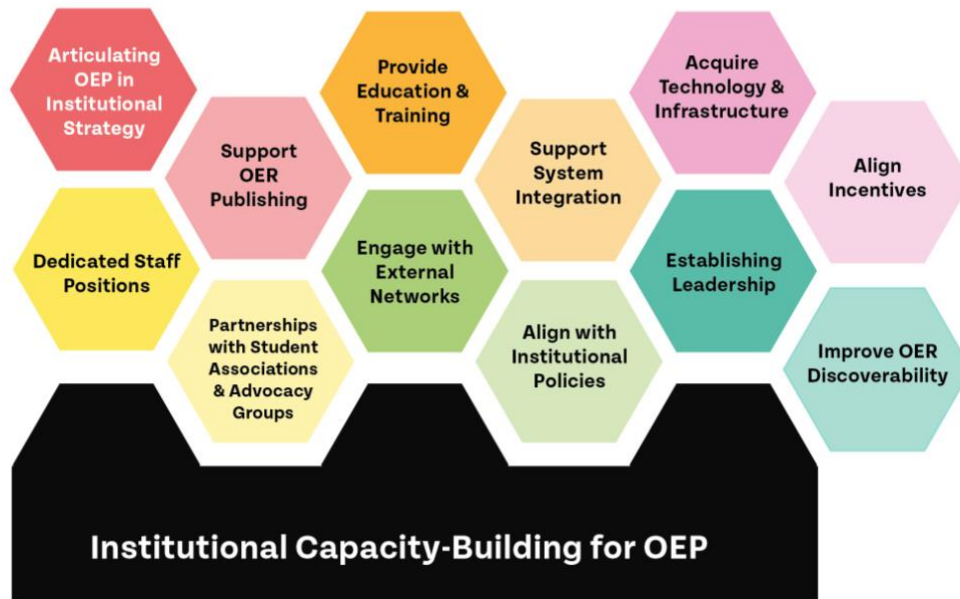 Articulating
OEP in
Institutional
Strategy
Support
OER
Publishing
Provide
Education &
Training
Support
System
Integration
Acquire
Technology &
Infrastructure
Align
Incentives
Dedicated Staff
Positions
Partnerships
with Student
Associations
& Advocacy
Groups
Engage with
External
Networks
Align with
Institutional
Policies
Establishing
Leadership
Improve OER
Discoverability
Institutional Capacity-Building for OEP